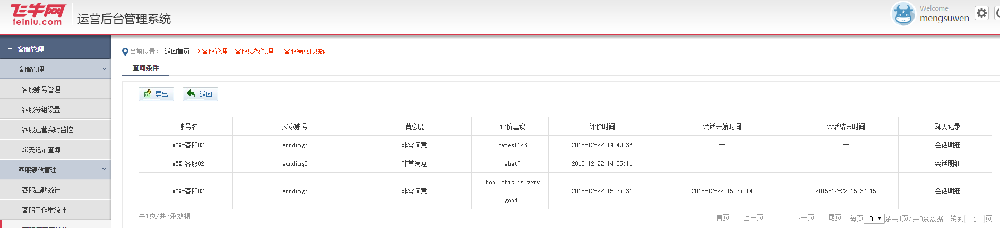 飞牛网
feiniu.com
运营后台管理系统
Welcome
mengsuwen
客服管理
客服管理
客服账号管理
客服分组设置
客服运营实时监控
聊天记录查询
客服绩效管理
客服出勤统计
客服工作量统计
当前位置: 返回首页 >客服管理 >客服绩效管理 >客服满意度统计
查询条件
导出 返回
账号名 买家账号 满意度 评价建议 评价时间 会话开始时间 会话结束时间 聊天记录
WYX-客服02 sunding3 非常满意 dytest123 2015-12-22 14:49:36 -- -- 会话明细
WYX-客服02 sunding3 非常满意 what? 2015-12-22 14:55:11 -- -- 会话明细
WYX-客服02 sunding3 非常满意 hah ,this is very 2015-12-22 15:37:31 2015-12-22 15:37:14 2015-12-22 15:37:15 会话明细
good!
共1页/共3条数据
首页 上一页 1 下一页 尾页 每页 10 条共1页/共3条数据 转到 1 页